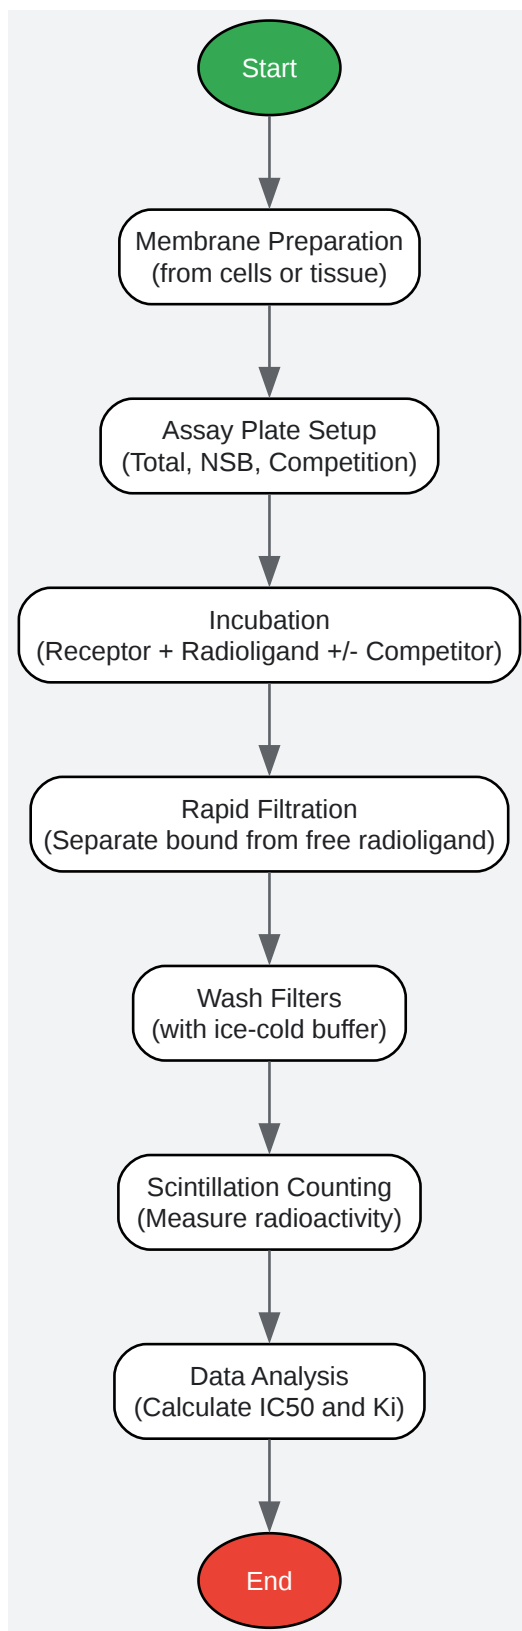 Start
Membrane Preparation
(from cells or tissue)
Assay Plate Setup
(Total, NSB, Competition)
Incubation
(Receptor + Radioligand +/- Competitor)
Rapid Filtration
(Separate bound from free radioligand)
Wash Filters
(with ice-cold buffer)
Scintillation Counting
(Measure radioactivity)
Data Analysis
(Calculate IC50 and Ki)
End